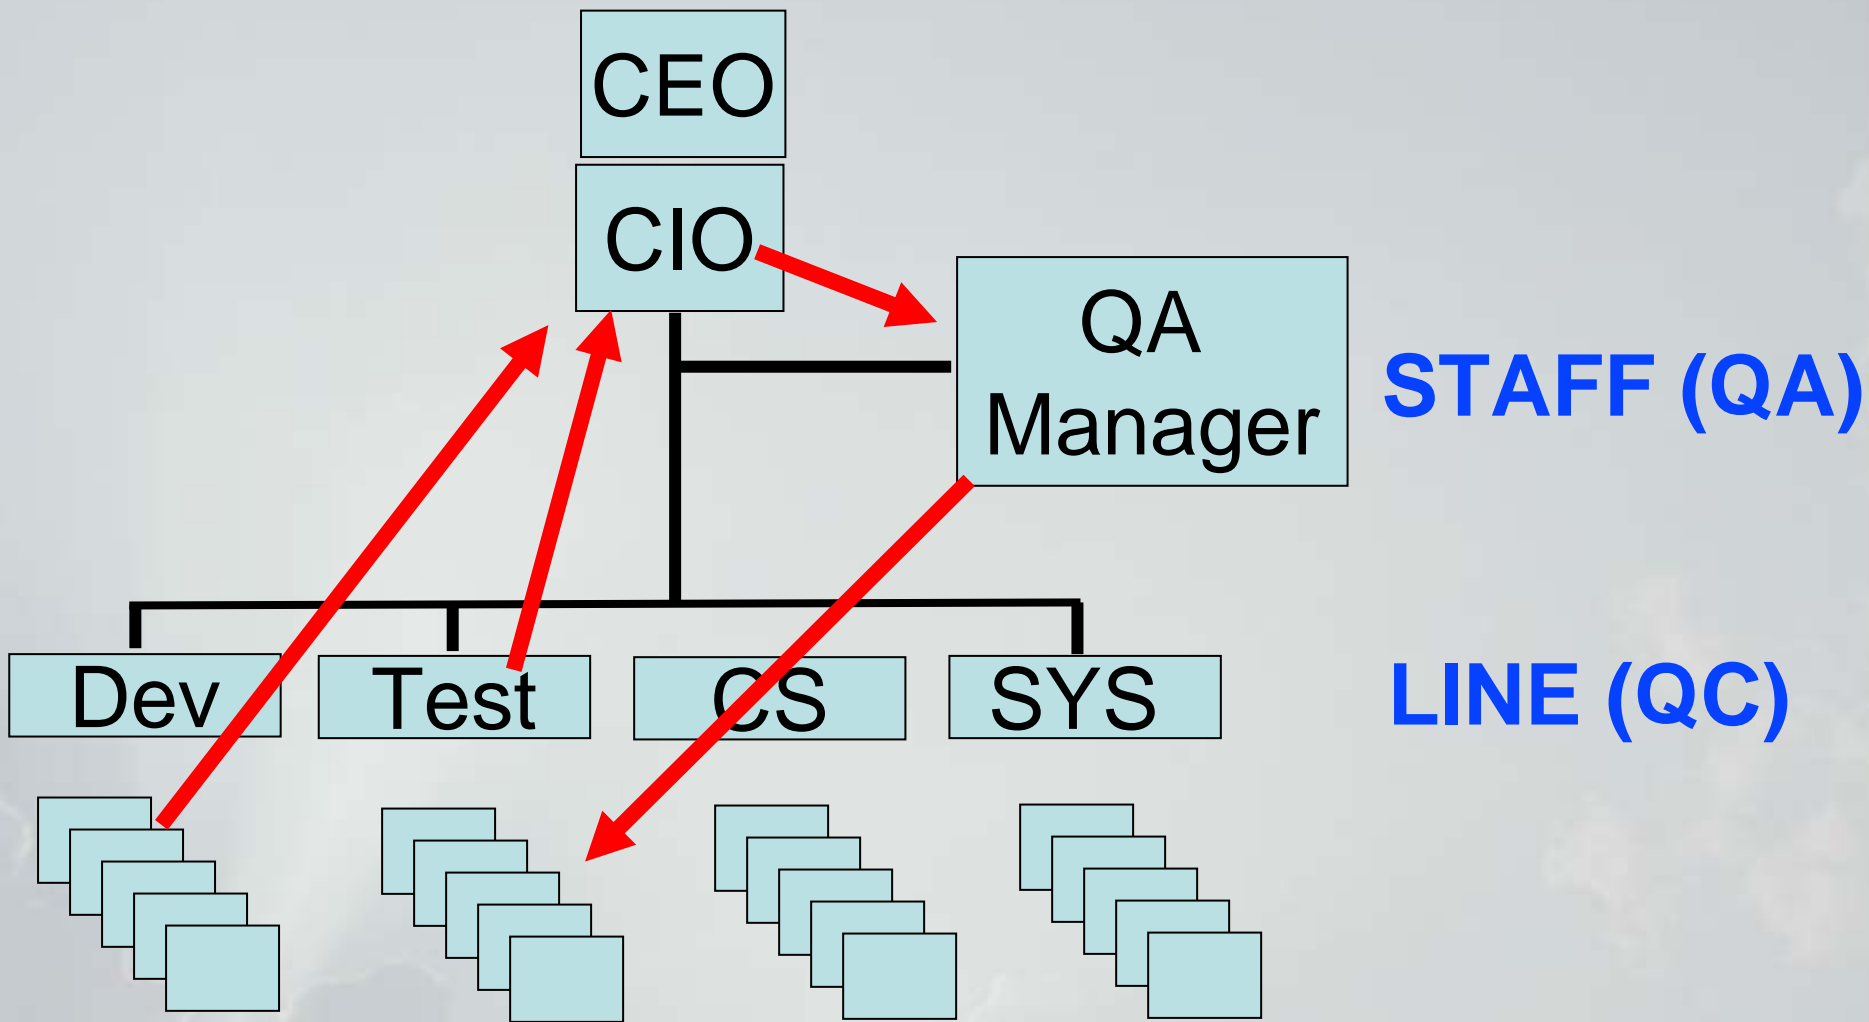 CEO
CIO
QA
Manager
STAFF (QA)
Dev
Test
CS
SYS
LINE (QC)